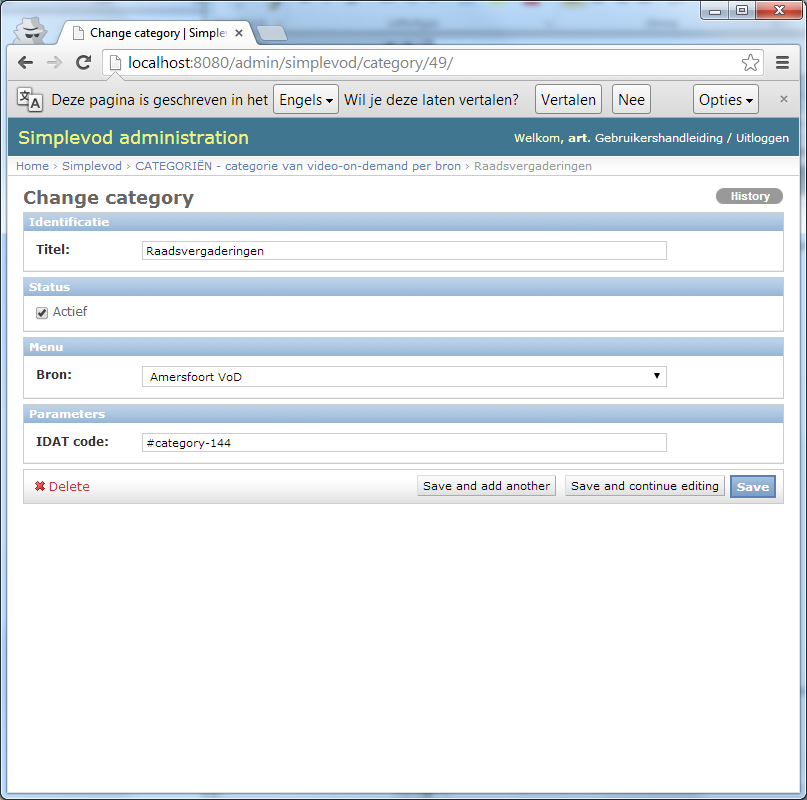 Change category | Simple
localhost:8080/admin/simplevod/category/49/
Deze pagina is geschreven in het Engels Wil je deze laten vertalen? Vertalen Nee Opties
Simplevod administration Welkom, art. Gebruikershandleiding / Uitloggen
Home › Simplevod › CATEGORIËN - categorie van video-on-demand per bron › Raadsvergaderingen
Change category History
Identificatie
Titel: Raadsvergaderingen
Status
Actief
Menu
Bron: Amersfoort VoD
Parameters
IDAT code: #category-144
Delete Save and add another Save and continue editing Save